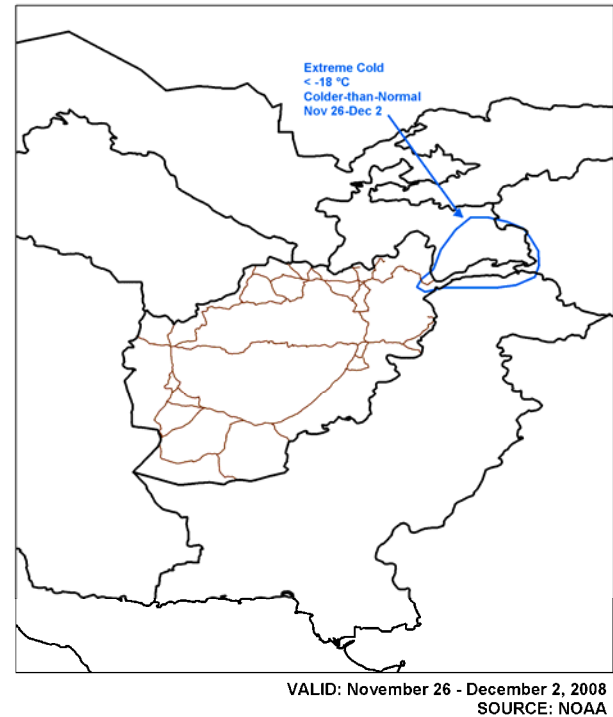 Extreme Cold
< -18 °C
Colder-than-Normal
Nov 26-Dec 2
VALID: November 26 - December 2, 2008
SOURCE: NOAA